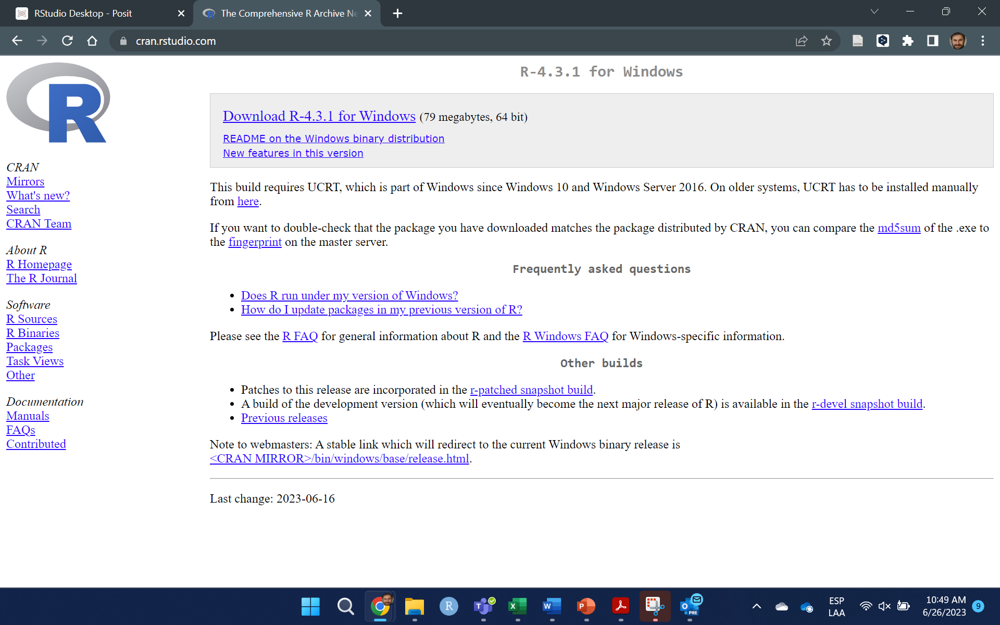 RStudio Desktop - Posit
The Comprehensive R Archive Ne
cran.rstudio.com
R
R-4.3.1 for Windows
Download R-4.3.1 for Windows (79 megabytes, 64 bit)
README on the Windows binary distribution
New features in this version
CRAN
Mirrors
What's new?
Search
CRAN Team
About R
R Homepage
The R Journal
Software
R Sources
R Binaries
Packages
Task Views
Other
Documentation
Manuals
FAQs
Contributed
This build requires UCRT, which is part of Windows since Windows 10 and Windows Server 2016. On older systems, UCRT has to be installed manually
from here.
If you want to double-check that the package you have downloaded matches the package distributed by CRAN, you can compare the md5sum of the .exe to
the fingerprint on the master server.
Frequently asked questions
Does R run under my version of Windows?
How do I update packages in my previous version of R?
Please see the R FAQ for general information about R and the R Windows FAQ for Windows-specific information.
Other builds
Patches to this release are incorporated in the r-patched snapshot build.
A build of the development version (which will eventually become the next major release of R) is available in the r-devel snapshot build.
Previous releases
Note to webmasters: A stable link which will redirect to the current Windows binary release is
<CRAN MIRROR>/bin/windows/base/release.html.
Last change: 2023-06-16
R
T
X
W
P
O
PRE
ESP
LAA
10:49 AM
6/26/2023
9